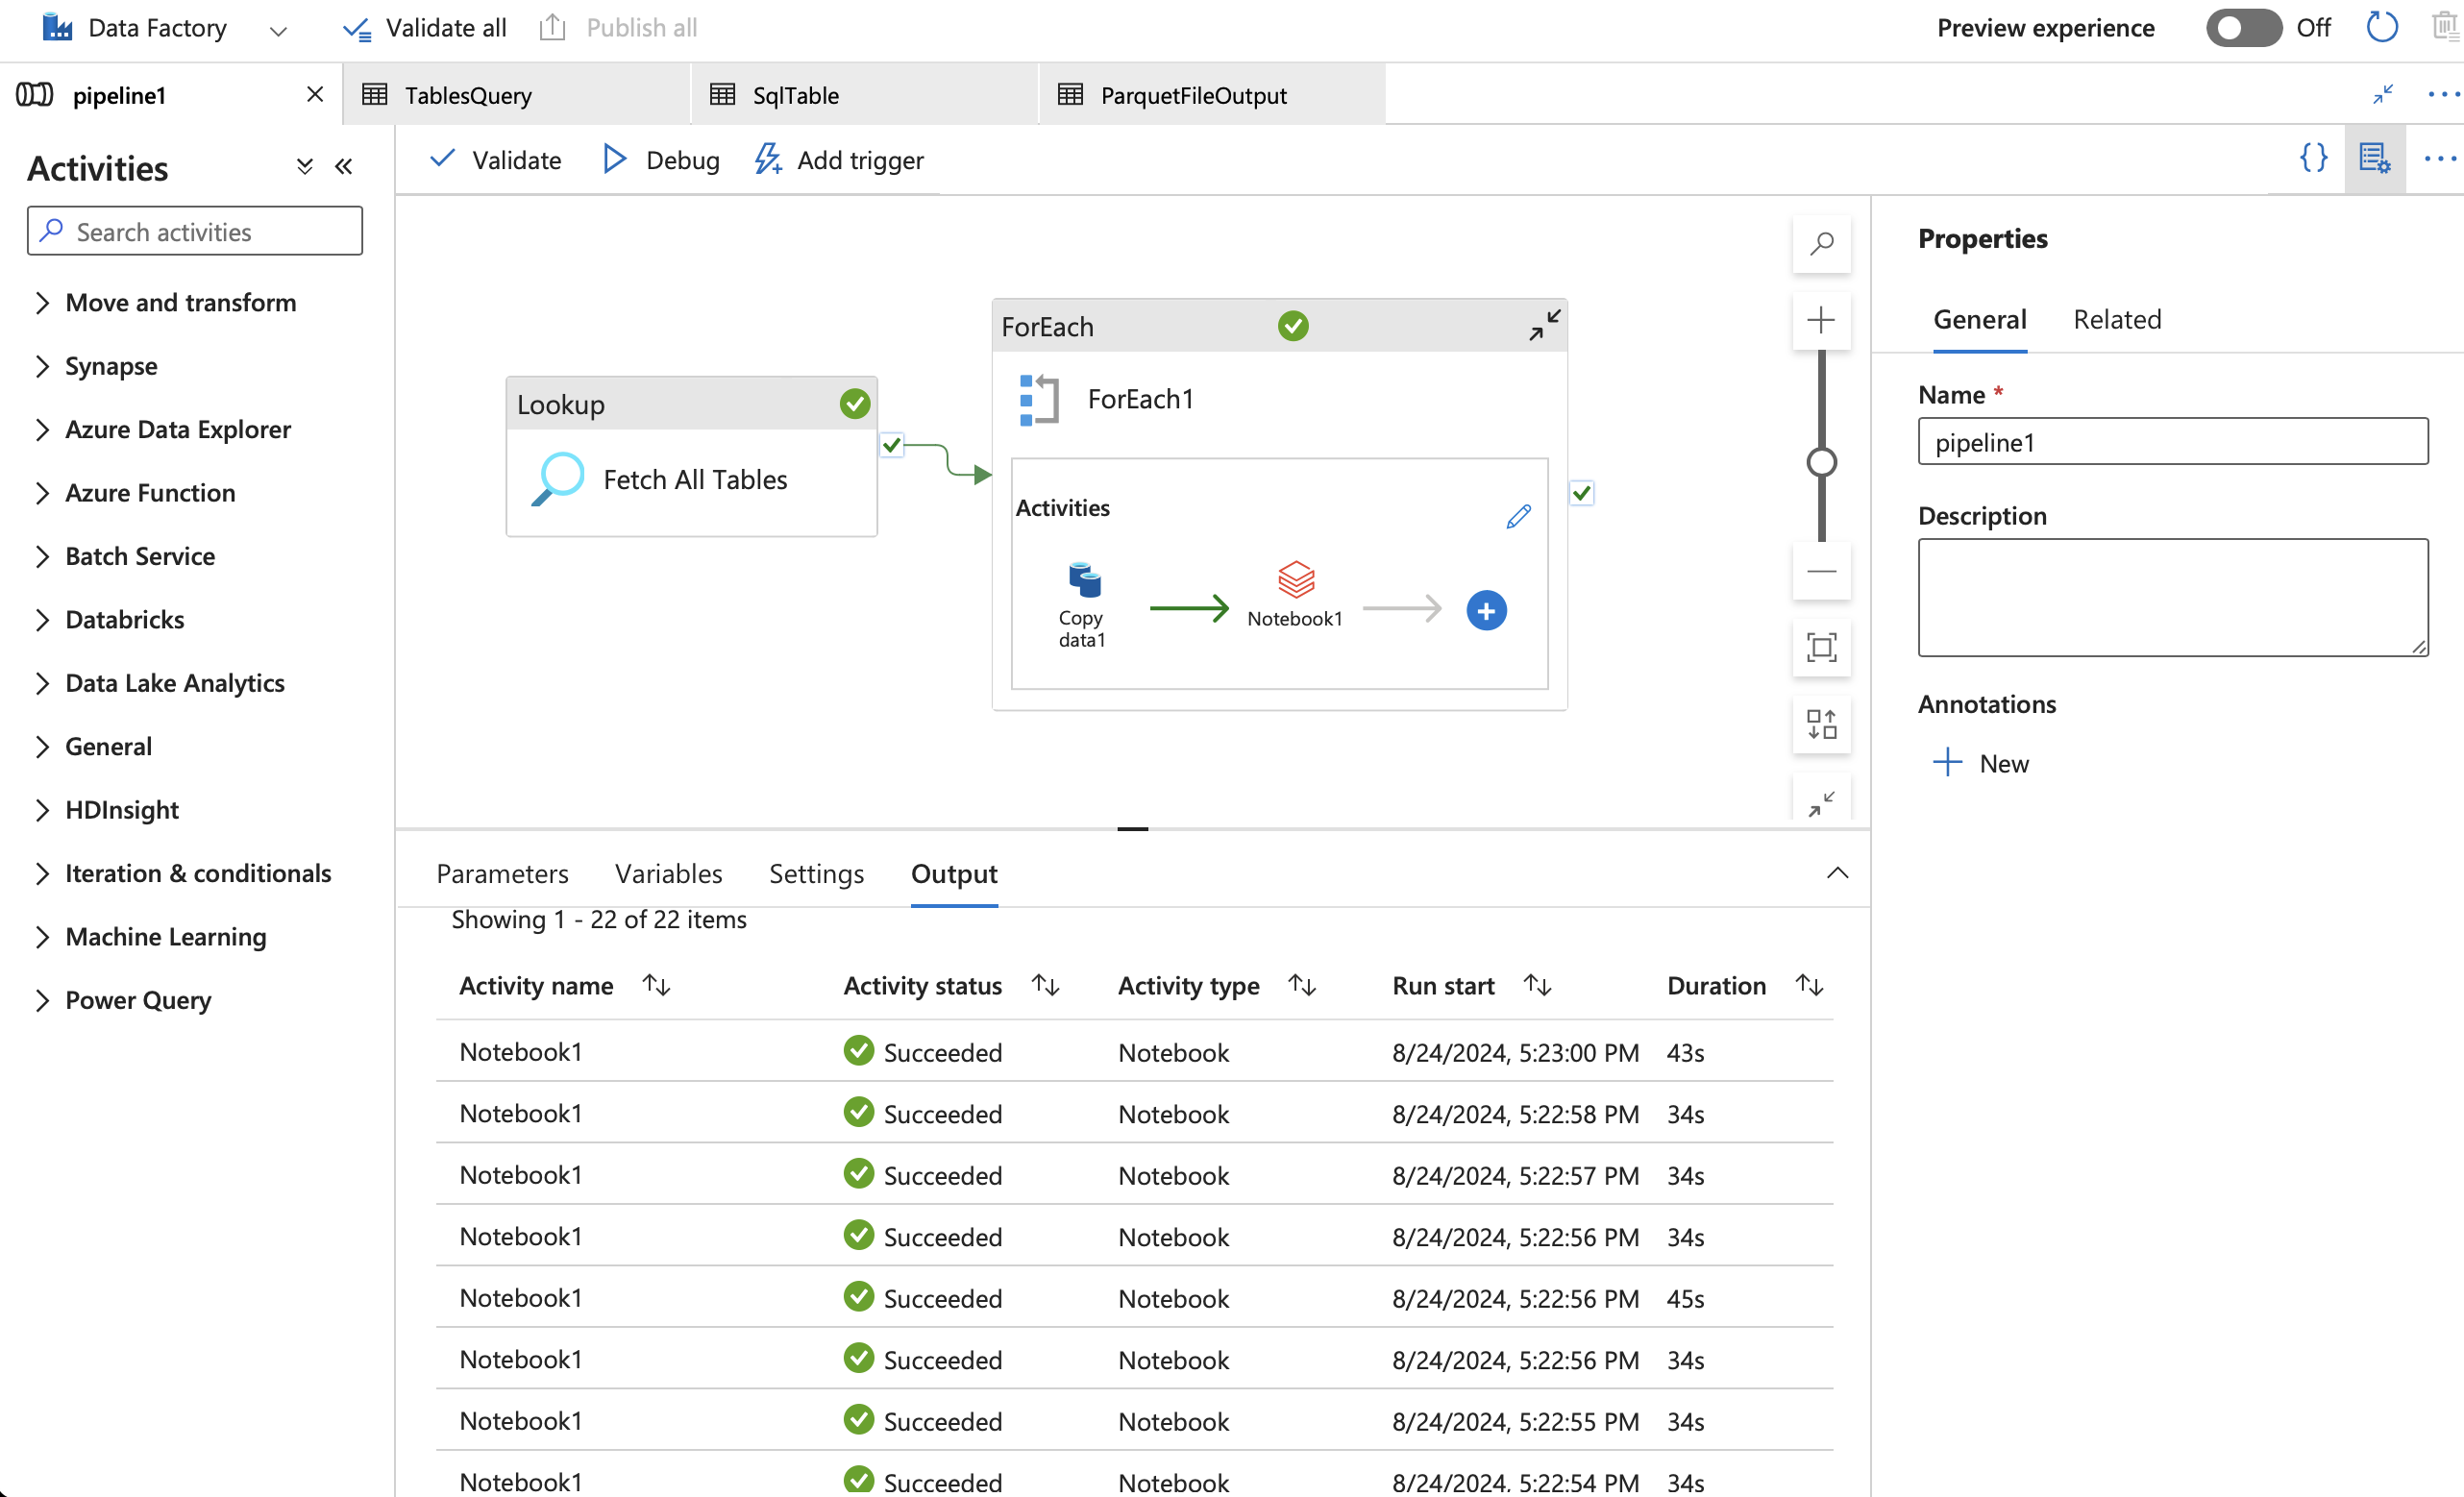 Data Factory Validate all Publish all Preview experience Off
pipeline1 TablesQuery SqlTable ParquetFileOutput
Activities
Search activities
Move and transform
Synapse
Azure Data Explorer
Azure Function
Batch Service
Databricks
Data Lake Analytics
General
HDInsight
Iteration & conditionals
Machine Learning
Power Query
Validate Debug Add trigger
{}
Lookup
Fetch All Tables
ForEach
ForEach1
Activities
Copy
data1
Notebook1
Parameters Variables Settings Output
Showing 1 - 22 of 22 items
Activity name Activity status Activity type Run start Duration
Notebook1 Succeeded Notebook 8/24/2024, 5:23:00 PM 43s
Notebook1 Succeeded Notebook 8/24/2024, 5:22:58 PM 34s
Notebook1 Succeeded Notebook 8/24/2024, 5:22:57 PM 34s
Notebook1 Succeeded Notebook 8/24/2024, 5:22:56 PM 34s
Notebook1 Succeeded Notebook 8/24/2024, 5:22:56 PM 45s
Notebook1 Succeeded Notebook 8/24/2024, 5:22:56 PM 34s
Notebook1 Succeeded Notebook 8/24/2024, 5:22:55 PM 34s
Notebook1 Succeeded Notebook 8/24/2024, 5:22:54 PM 34s
Properties
General Related
Name *
pipeline1
Description
Annotations
New